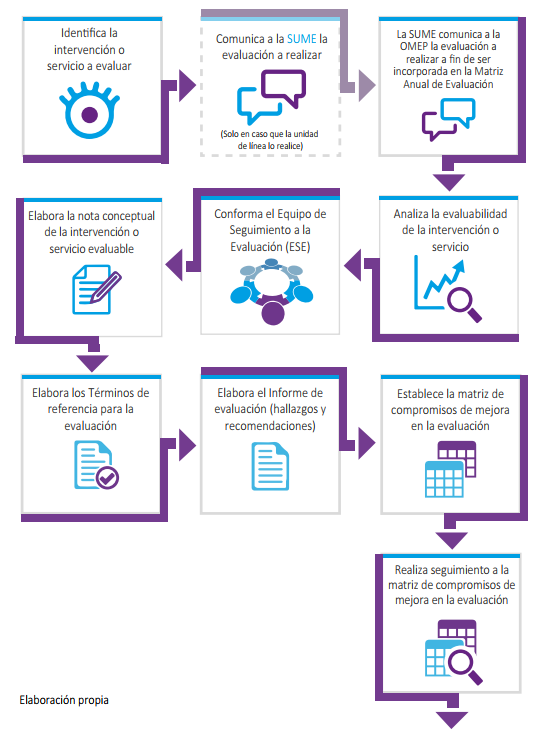 Identifica la
intervención o
servicio a evaluar
Comunica a la SUME la
evaluación a realizar
(Solo en caso que la unidad
de línea lo realice)
La SUME comunica a la
OMEP la evaluación a
realizar a fin de ser
incorporada en la Matriz
Anual de Evaluación
Analiza la evaluabilidad
de la intervención o
servicio
Conforma el Equipo de
Seguimiento a la
Evaluación (ESE)
Elabora la nota conceptual
de la intervención o
servicio evaluable
Elabora los Términos de
referencia para la
evaluación
Elabora el Informe de
evaluación (hallazgos y
recomendaciones)
Establece la matriz de
compromisos de mejora
en la evaluación
Realiza seguimiento a la
matriz de compromisos de
mejora en la evaluación
Elaboración propia